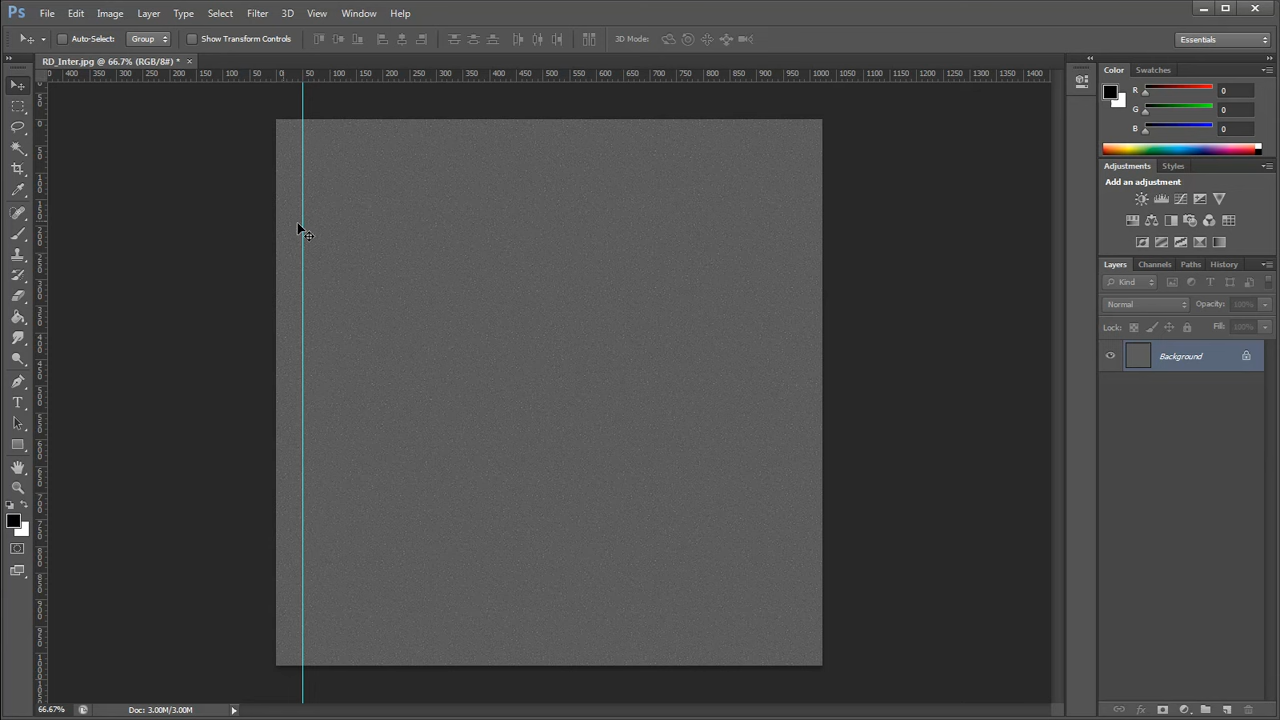 Ps File Edit Image Layer Type Select Filter 3D View Window Help
Auto-Select: Group Show Transform Controls 3D Mode: Essentials
RD_Inter.jpg @ 66.7% (RGB/8#) * ×
400 350 300 250 200 150 100 50 0 50 100 150 200 250 300 350 400 450 500 550 600 650 700 750 800 850 900 950 1000 1050 1100 1150 1200 1250 1300 1350 1400
Color Swatches
R 0
G 0
B 0
Adjustments Styles
Add an adjustment
Layers Channels Paths History
Kind
Normal Opacity: 100%
Lock: Fill: 100%
Background
66.67% Doc: 3.00M/3.00M